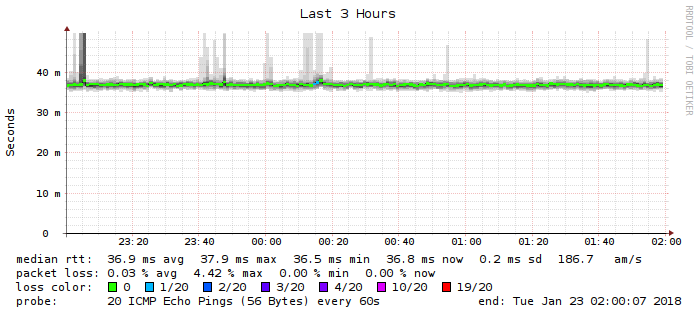 Last 3 Hours
RRDTOOL / TOBI OETIKER
Seconds
40 m
30 m
20 m
10 m
0
23:20 23:40 00:00 00:20 00:40 01:00 01:20 01:40 02:00
median rtt: 36.9 ms avg 37.9 ms max 36.5 ms min 36.8 ms now 0.2 ms sd 186.7 am/s
packet loss: 0.03 % avg 4.42 % max 0.00 % min 0.00 % now
loss color: 0 1/20 2/20 3/20 4/20 10/20 19/20
probe: 20 ICMP Echo Pings (56 Bytes) every 60s end: Tue Jan 23 02:00:07 2018